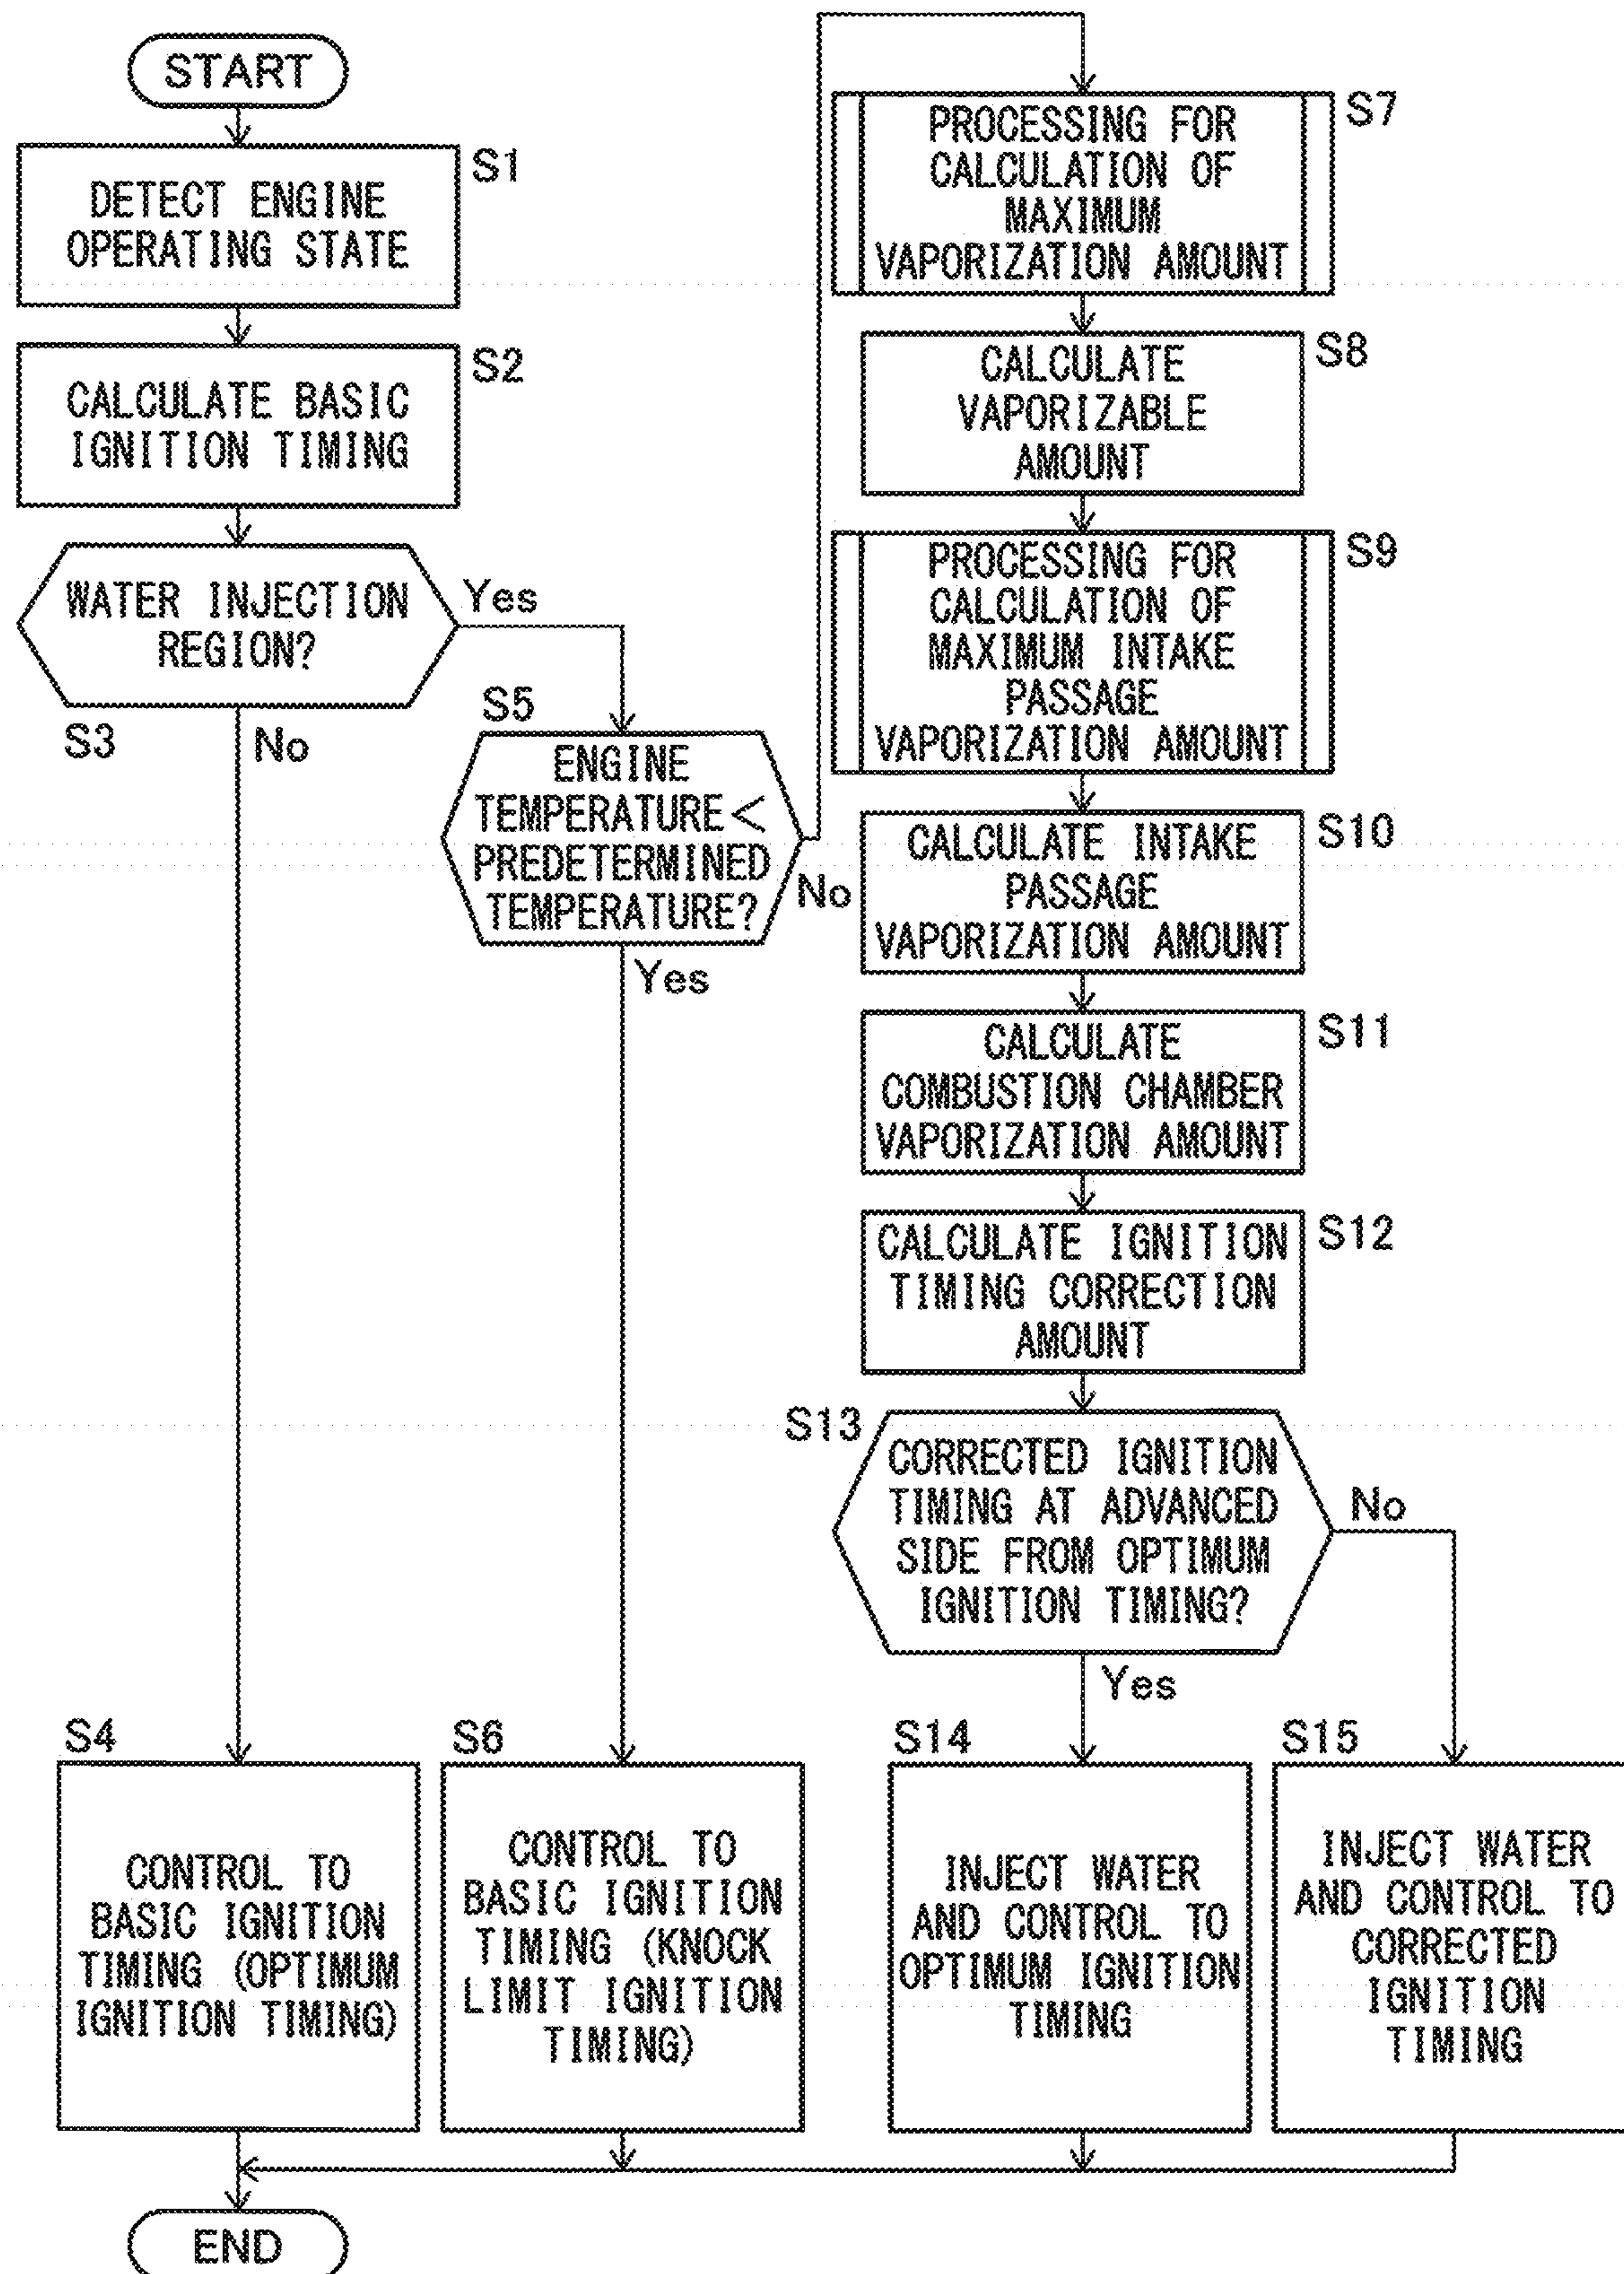 START
S1
DETECT ENGINE
OPERATING STATE
S2
CALCULATE BASIC
IGNITION TIMING
WATER INJECTION
REGION?
Yes
S3
No
S5
ENGINE
TEMPERATURE<
PREDETERMINED
TEMPERATURE?
No
Yes
S7
PROCESSING FOR
CALCULATION OF
MAXIMUM
VAPORIZATION AMOUNT
S8
CALCULATE
VAPORIZABLE
AMOUNT
S9
PROCESSING FOR
CALCULATION OF
MAXIMUM INTAKE
PASSAGE
VAPORIZATION AMOUNT
S10
CALCULATE INTAKE
PASSAGE
VAPORIZATION AMOUNT
S11
CALCULATE
COMBUSTION CHAMBER
VAPORIZATION AMOUNT
S12
CALCULATE IGNITION
TIMING CORRECTION
AMOUNT
S13
CORRECTED IGNITION
TIMING AT ADVANCED
SIDE FROM OPTIMUM
IGNITION TIMING?
No
Yes
S4
CONTROL TO
BASIC IGNITION
TIMING (OPTIMUM
IGNITION TIMING)
S6
CONTROL TO
BASIC IGNITION
TIMING (KNOCK
LIMIT IGNITION
TIMING)
S14
INJECT WATER
AND CONTROL TO
OPTIMUM IGNITION
TIMING
S15
INJECT WATER
AND CONTROL TO
CORRECTED
IGNITION
TIMING
END